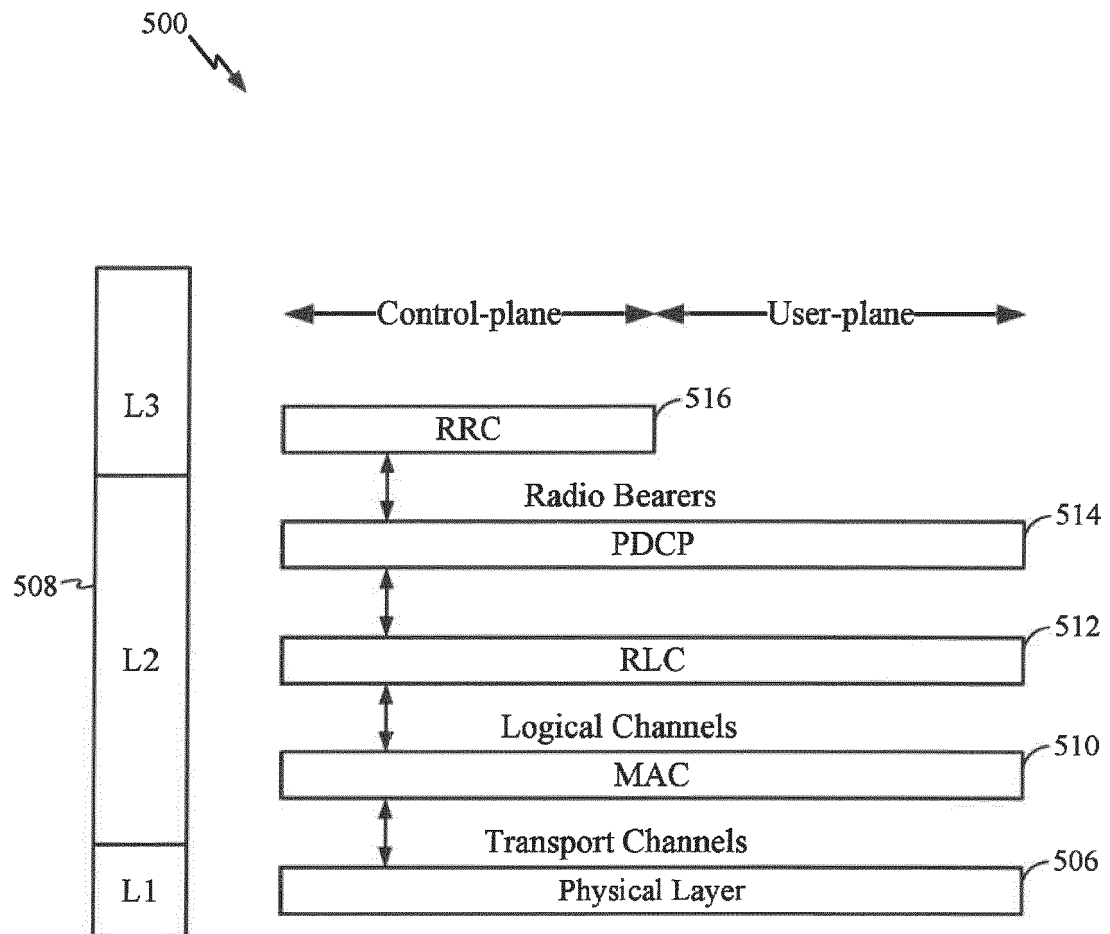 500
Control-plane User-plane
L3
516
RRC
Radio Bearers
514
PDCP
508
512
L2
RLC
Logical Channels
510
MAC
Transport Channels
506
L1
Physical Layer